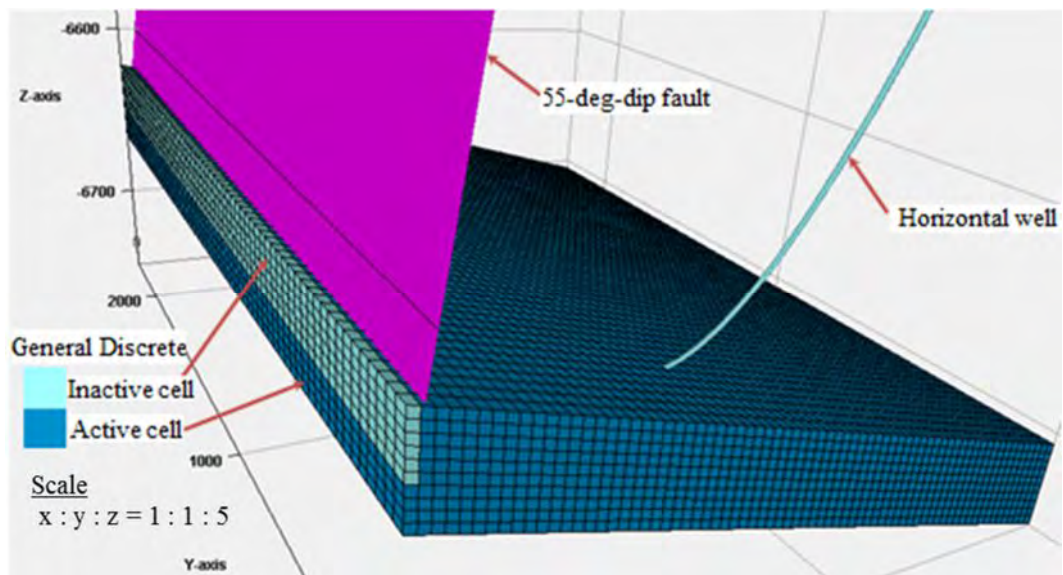 -6600
Z-axis
55-deg-dip fault
-6700
Horizontal well
0
2000
General Discrete
Inactive cell
Active cell
1000
Scale
x : y : z = 1 : 1 : 5
Y-axis